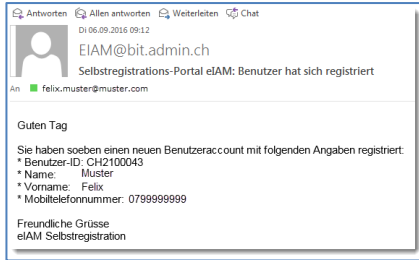 Antworten Allen antworten Weiterleiten Chat
Di 06.09.2016 09:12
EIAM@bit.admin.ch
Selbstregistrations-Portal eIAM: Benutzer hat sich registriert
An felix.muster@muster.com
Guten Tag
Sie haben soeben einen neuen Benutzeraccount mit folgenden Angaben registriert:
* Benutzer-ID: CH2100043
* Name: Muster
* Vorname: Felix
* Mobiltelefonnummer: 0799999999
Freundliche Grüsse
eIAM Selbstregistration